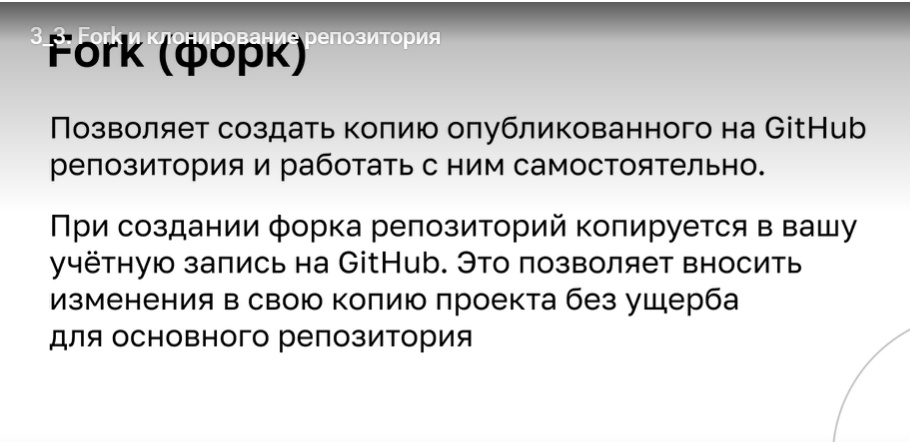 3_3. Fork и клонирование репозитория
Fork (форк)
Позволяет создать копию опубликованного на GitHub
репозитория и работать с ним самостоятельно.
При создании форка репозиторий копируется в вашу
учётную запись на GitHub. Это позволяет вносить
изменения в свою копию проекта без ущерба
для основного репозитория